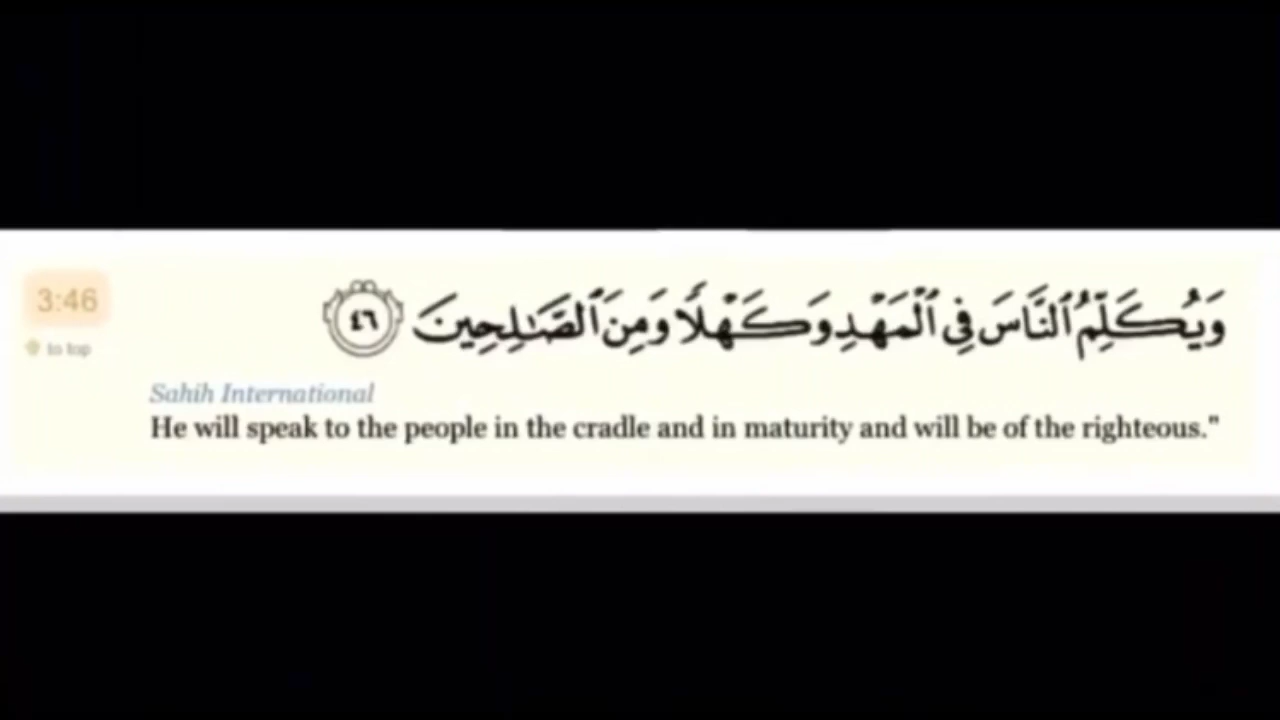 3:46
وَيُكَلِّمُ ٱلنَّاسَ فِى ٱلْمَهْدِ وَكَهْلًا وَمِنَ ٱلصَّـٰلِحِينَ ٤٦
to top
Sahih International
He will speak to the people in the cradle and in maturity and will be of the righteous."